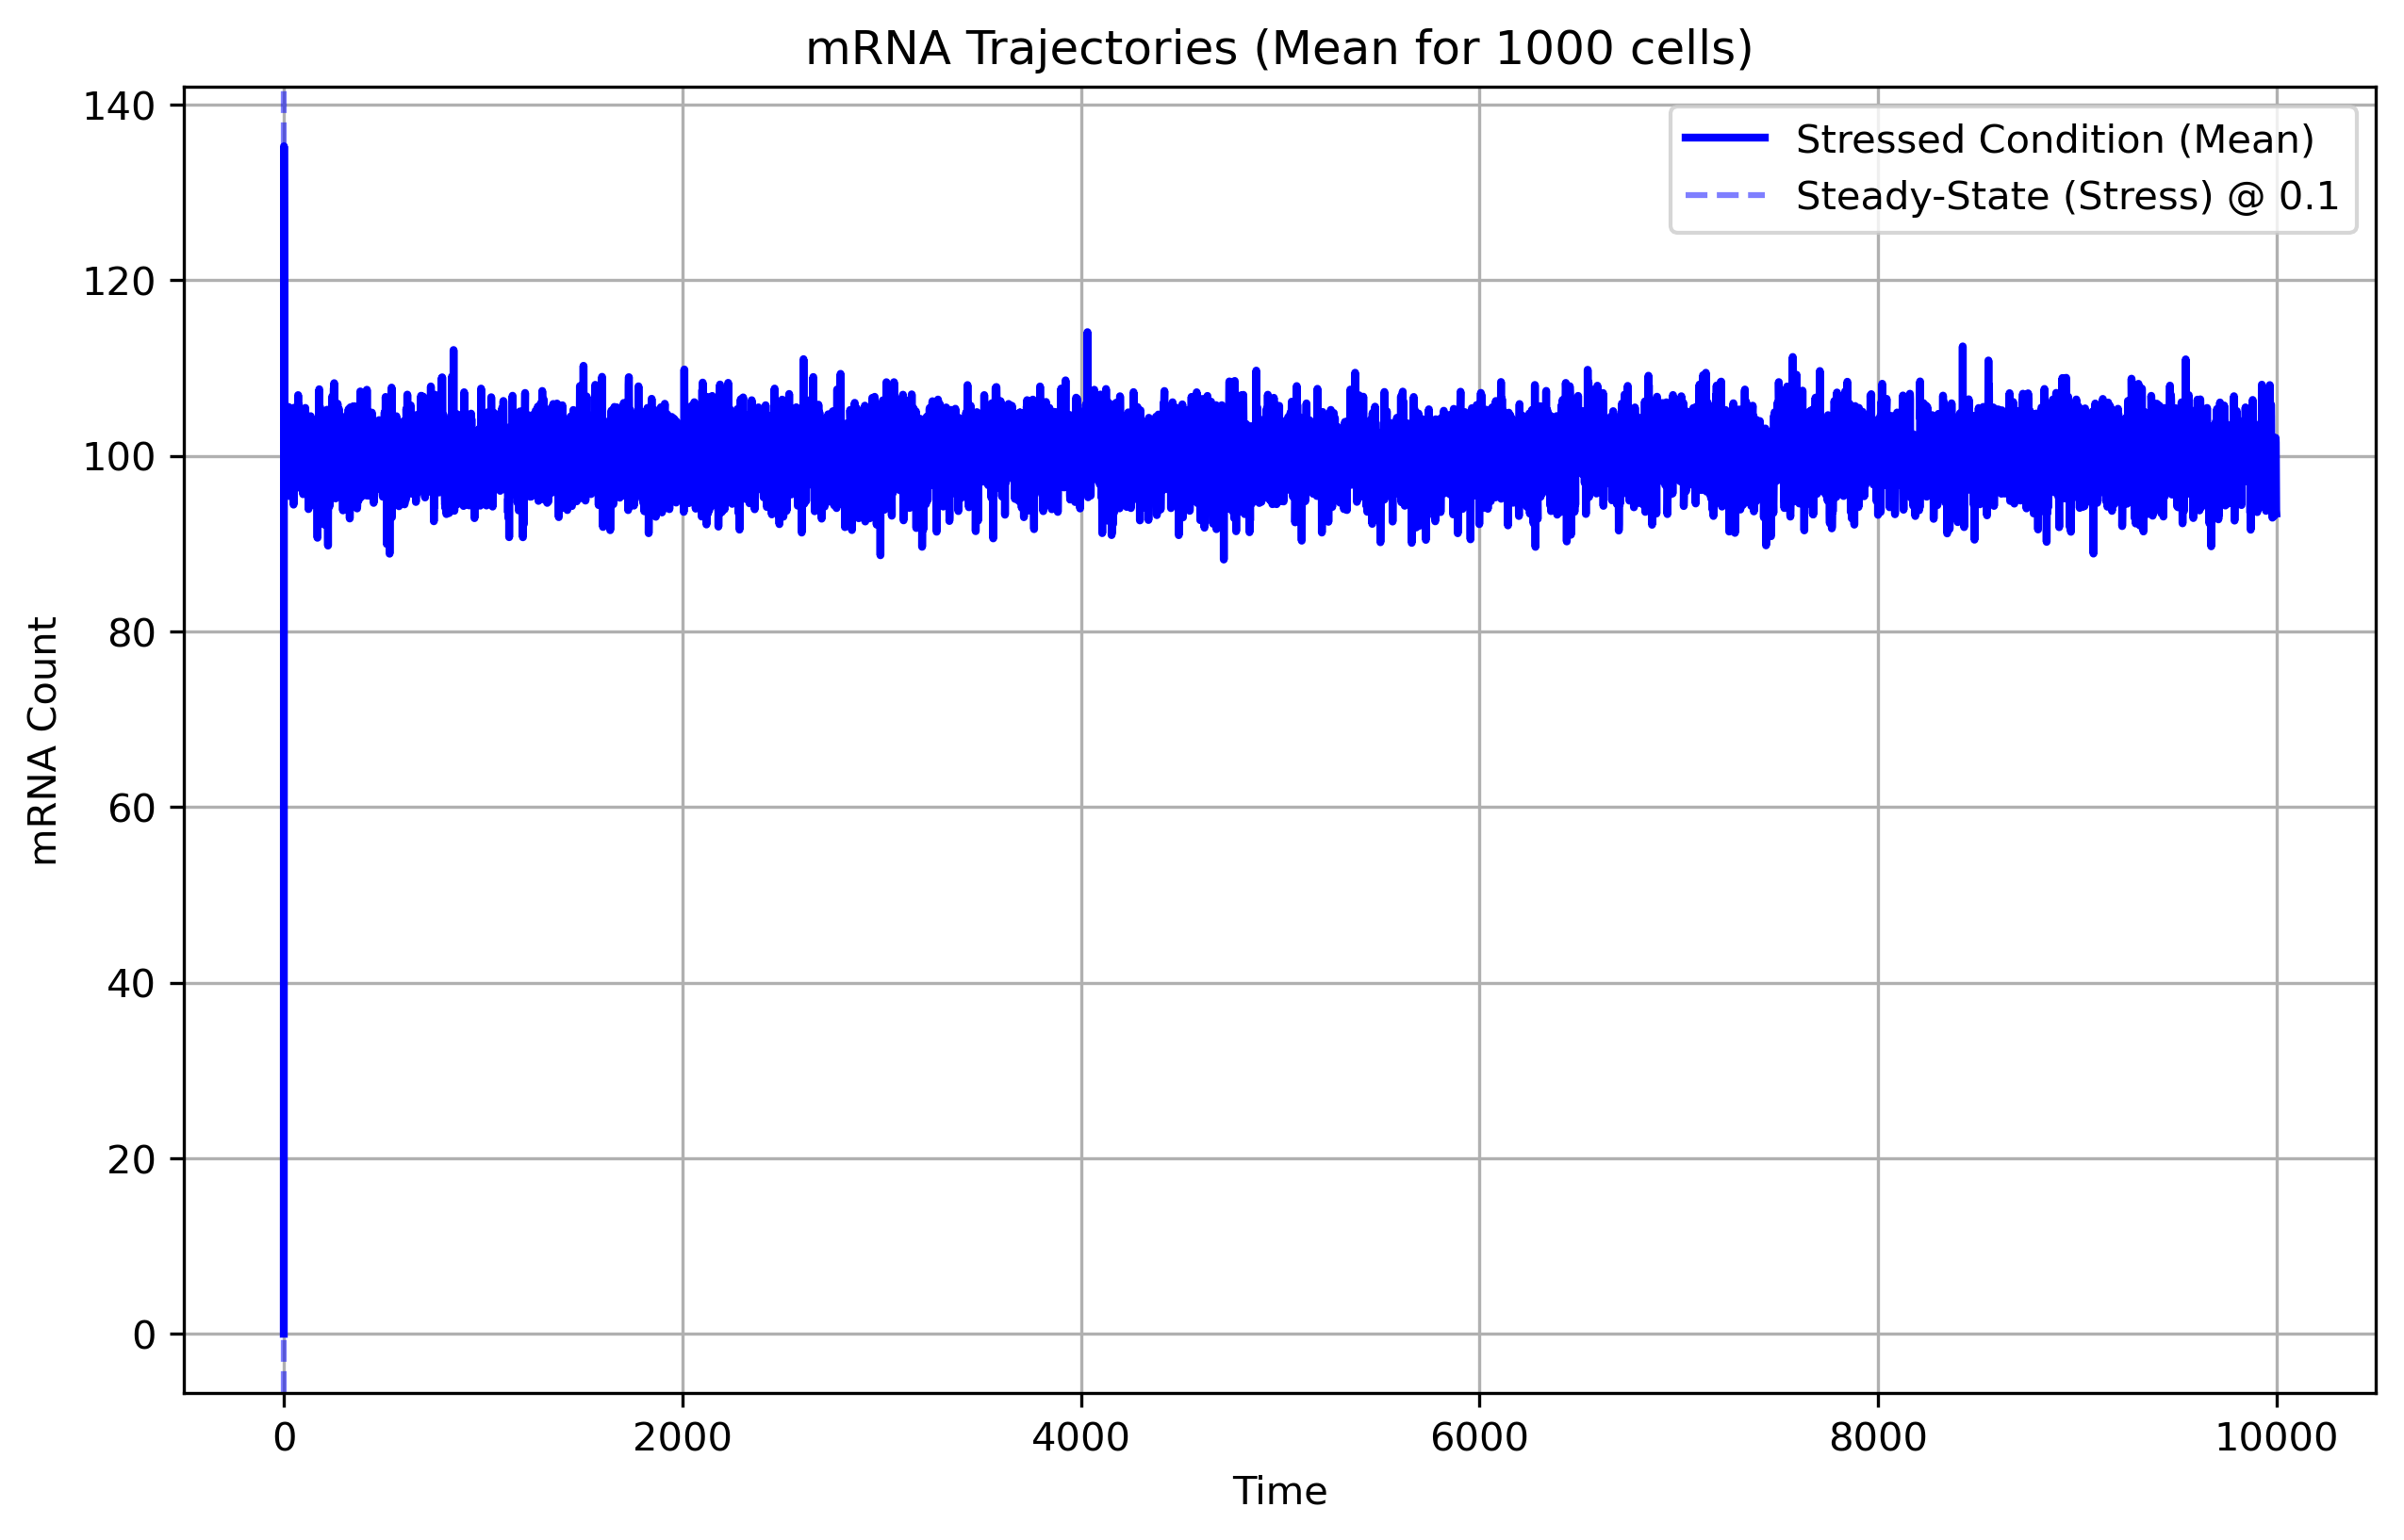 mRNA Trajectories (Mean for 1000 cells)
Stressed Condition (Mean)
Steady-State (Stress) @ 0.1
mRNA Count
140
120
100
80
60
40
20
0
0 2000 4000 6000 8000 10000
Time